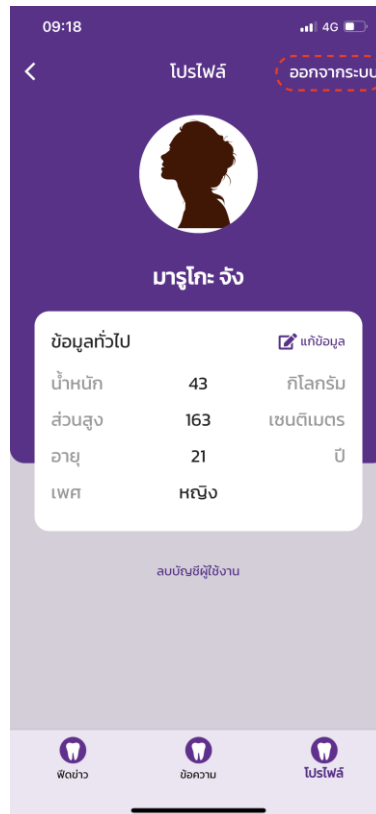 09:18 4G
โปรไฟล์ ออกจากระบบ
มารูโกะ จัง
ข้อมูลทั่วไป แก้ข้อมูล
น้ำหนัก 43 กิโลกรัม
ส่วนสูง 163 เซนติเมตร
อายุ 21 ปี
เพศ หญิง
ลบบัญชีผู้ใช้งาน
ฟีดข่าว ข้อความ โปรไฟล์